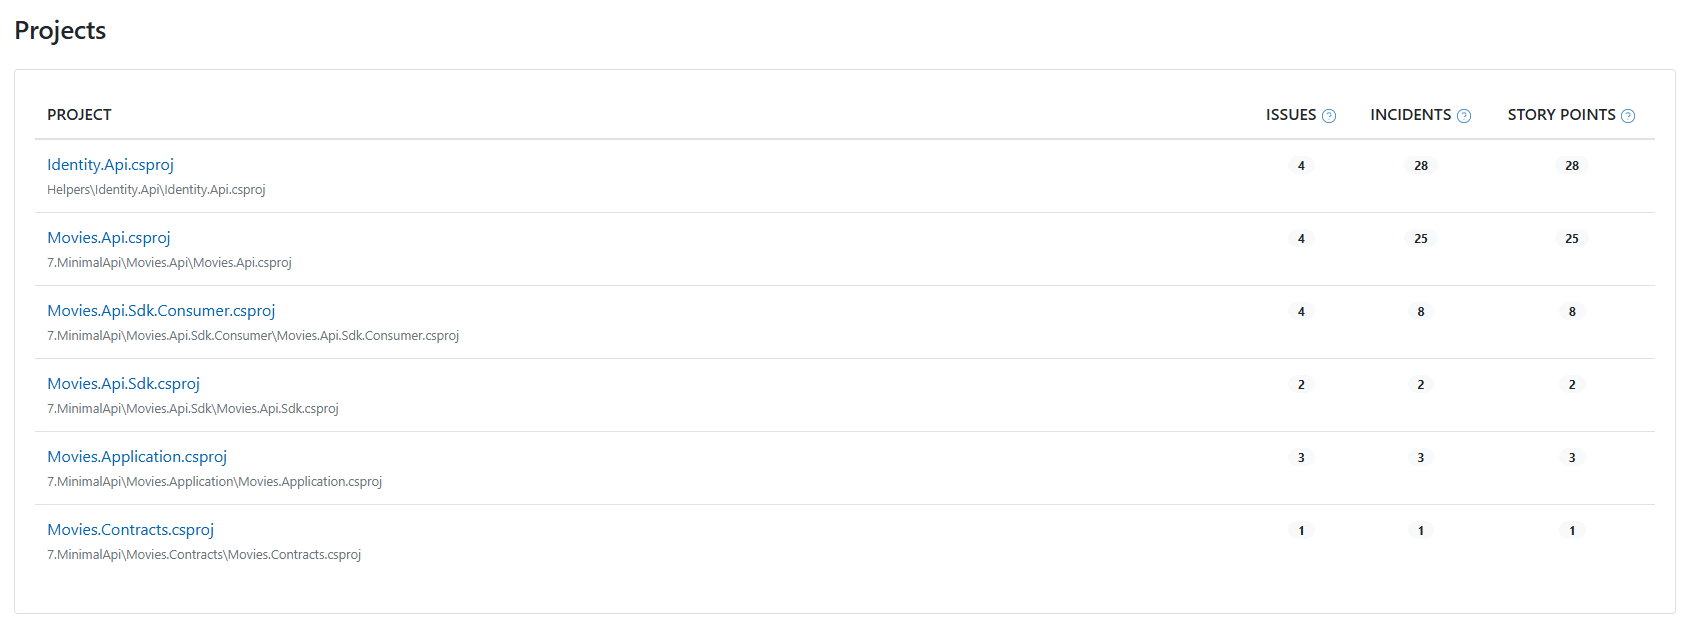 Projects
PROJECT ISSUES INCIDENTS STORY POINTS
Identity.Api.csproj 4 28 28
Helpers\Identity.Api\Identity.Api.csproj
Movies.Api.csproj 4 25 25
7.MinimalApi\Movies.Api\Movies.Api.csproj
Movies.Api.Sdk.Consumer.csproj 4 8 8
7.MinimalApi\Movies.Api.Sdk.Consumer\Movies.Api.Sdk.Consumer.csproj
Movies.Api.Sdk.csproj 2 2 2
7.MinimalApi\Movies.Api.Sdk\Movies.Api.Sdk.csproj
Movies.Application.csproj 3 3 3
7.MinimalApi\Movies.Application\Movies.Application.csproj
Movies.Contracts.csproj 1 1 1
7.MinimalApi\Movies.Contracts\Movies.Contracts.csproj